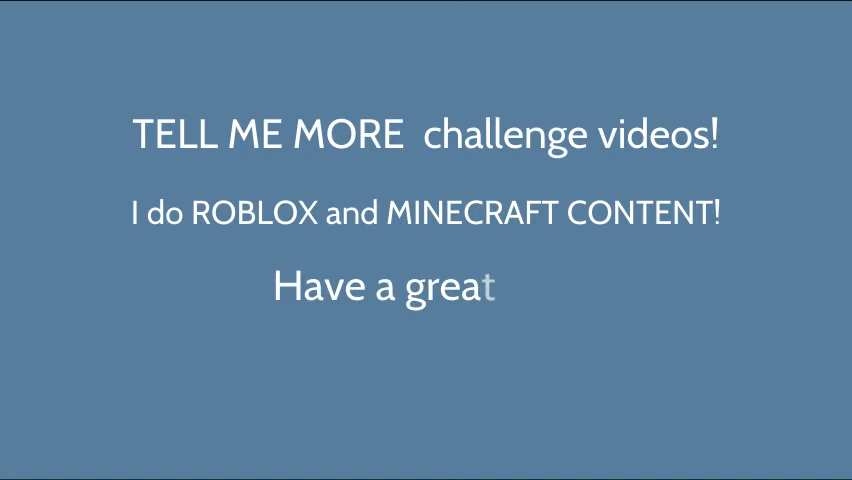 TELL ME MORE  challenge videos!
I do ROBLOX and MINECRAFT CONTENT!
Have a great